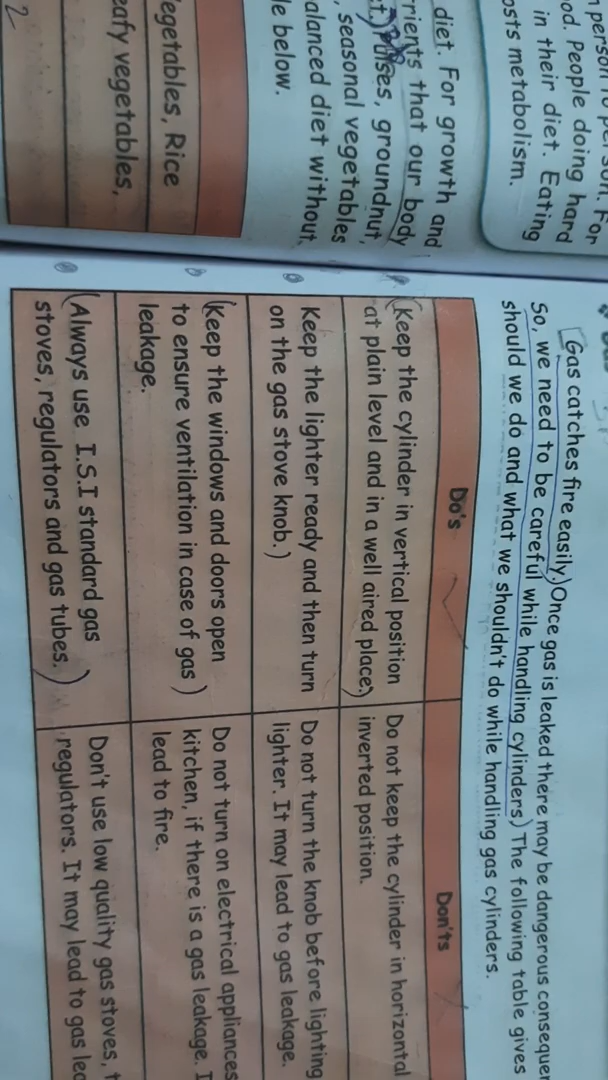 n person to person. For
od. People doing hard
in their diet. Eating
osts metabolism.
diet. For growth and
rients that our body
pulses, groundnut,
, seasonal vegetables
alanced diet without
le below.
egetables, Rice
eafy vegetables,
2
Gas catches fire easily. Once gas is leaked there may be dangerous consequen
So, we need to be careful while handling cylinders. The following table gives
should we do and what we shouldn't do while handling gas cylinders.
Do's
Don'ts
Keep the cylinder in vertical position
at plain level and in a well aired place.
Do not keep the cylinder in horizontal
inverted position.
Keep the lighter ready and then turn
on the gas stove knob.
Do not turn the knob before lighting
lighter. It may lead to gas leakage.
Keep the windows and doors open
to ensure ventilation in case of gas
leakage.
Do not turn on electrical appliances
kitchen, if there is a gas leakage. I
lead to fire.
Always use I.S.I standard gas
stoves, regulators and gas tubes.
Don't use low quality gas stoves, t
regulators. It may lead to gas lea